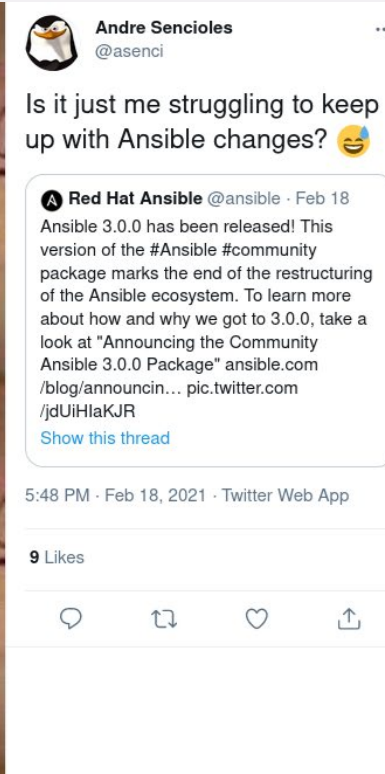 Andre Sencioles
@asenci
Is it just me struggling to keep
up with Ansible changes? 😅
Red Hat Ansible @ansible · Feb 18
Ansible 3.0.0 has been released! This
version of the #Ansible #community
package marks the end of the restructuring
of the Ansible ecosystem. To learn more
about how and why we got to 3.0.0, take a
look at "Announcing the Community
Ansible 3.0.0 Package" ansible.com
/blog/announcin… pic.twitter.com
/jdUiHIaKJR
Show this thread
5:48 PM · Feb 18, 2021 · Twitter Web App
9 Likes